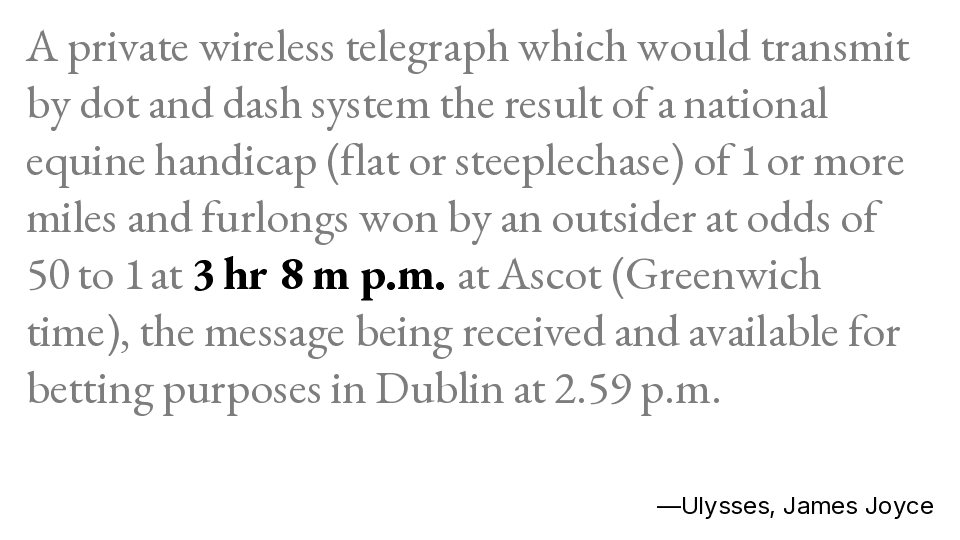 A private wireless telegraph which would transmit
by dot and dash system the result of a national
equine handicap (flat or steeplechase) of 1 or more
miles and furlongs won by an outsider at odds of
50 to 1 at 3 hr 8 m p.m. at Ascot (Greenwich
time), the message being received and available for
betting purposes in Dublin at 2.59 p.m.
—Ulysses, James Joyce